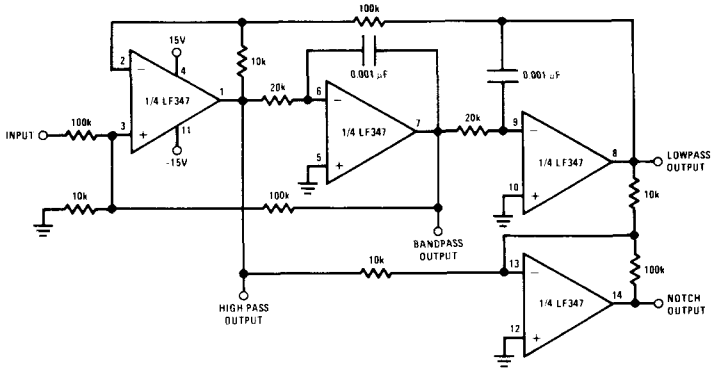 100k
15V
4
2
−
10k
0.001 µF
0.001 µF
100k
INPUT
3
+
1/4 LF347
1
20k
6
−
1/4 LF347
7
20k
9
−
1/4 LF347
8
LOWPASS
OUTPUT
11
-15V
5
+
10
+
10k
10k
100k
BANDPASS
OUTPUT
10k
13
−
100k
1/4 LF347
14
NOTCH
OUTPUT
HIGH PASS
OUTPUT
12
+